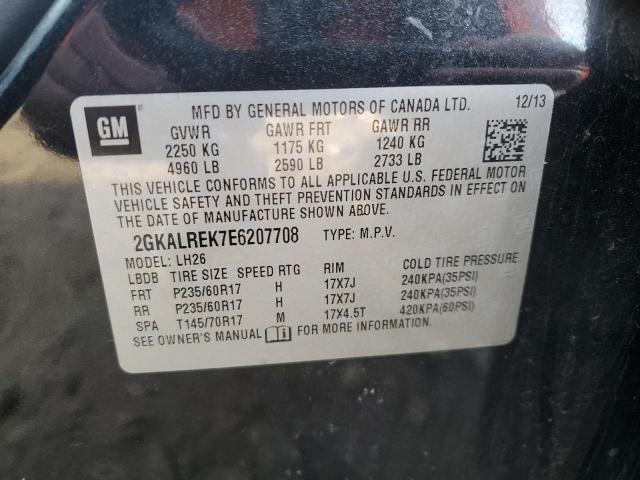 GM
MFD BY GENERAL MOTORS OF CANADA LTD. 12/13
GVWR GAWR FRT GAWR RR
2250 KG 1175 KG 1240 KG
4960 LB 2590 LB 2733 LB
THIS VEHICLE CONFORMS TO ALL APPLICABLE U.S. FEDERAL MOTOR
VEHICLE SAFETY AND THEFT PREVENTION STANDARDS IN EFFECT ON
THE DATE OF MANUFACTURE SHOWN ABOVE.
2GKALREK7E6207708 TYPE: M.P.V.
MODEL: LH26
LBDB TIRE SIZE SPEED RTG RIM COLD TIRE PRESSURE
FRT P235/60R17 H 17X7J 240KPA(35PSI)
RR P235/60R17 H 17X7J 240KPA(35PSI)
SPA T145/70R17 M 17X4.5T 420KPA(60PSI)
SEE OWNER'S MANUAL FOR MORE INFORMATION.